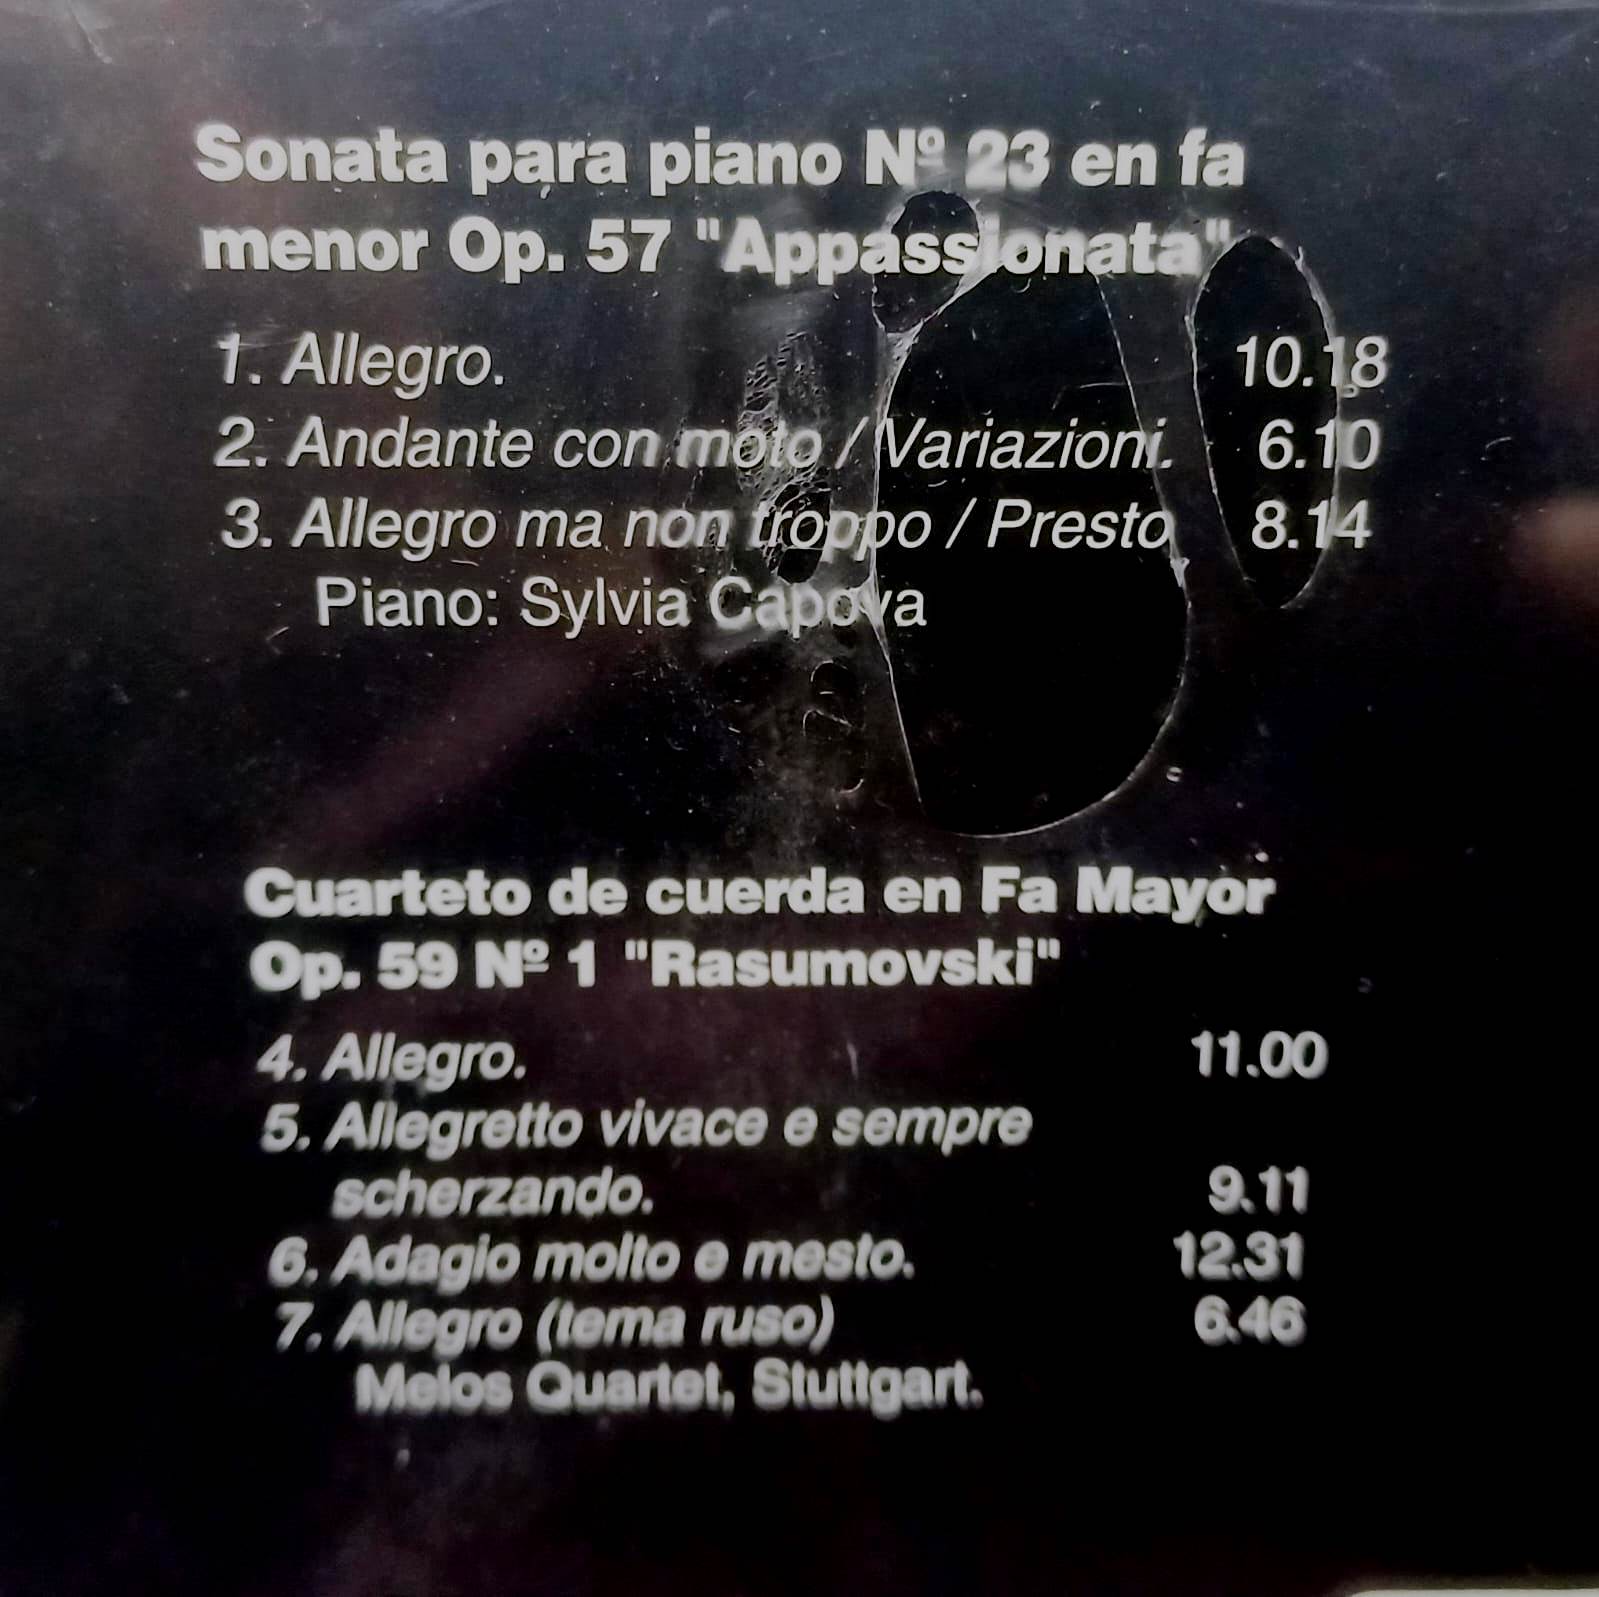 Sonata para piano Nº 23 en fa
menor Op. 57 "Appassionata"
1. Allegro. 10.18
2. Andante con moto / Variazioni. 6.10
3. Allegro ma non troppo / Presto 8.14
Piano: Sylvia Capova
Cuarteto de cuerda en Fa Mayor
Op. 59 Nº 1 "Rasumovski"
4. Allegro. 11.00
5. Allegretto vivace e sempre
scherzando. 9.11
6. Adagio molto e mesto. 12.31
7. Allegro (tema ruso) 6.46
Melos Quartet, Stuttgart.